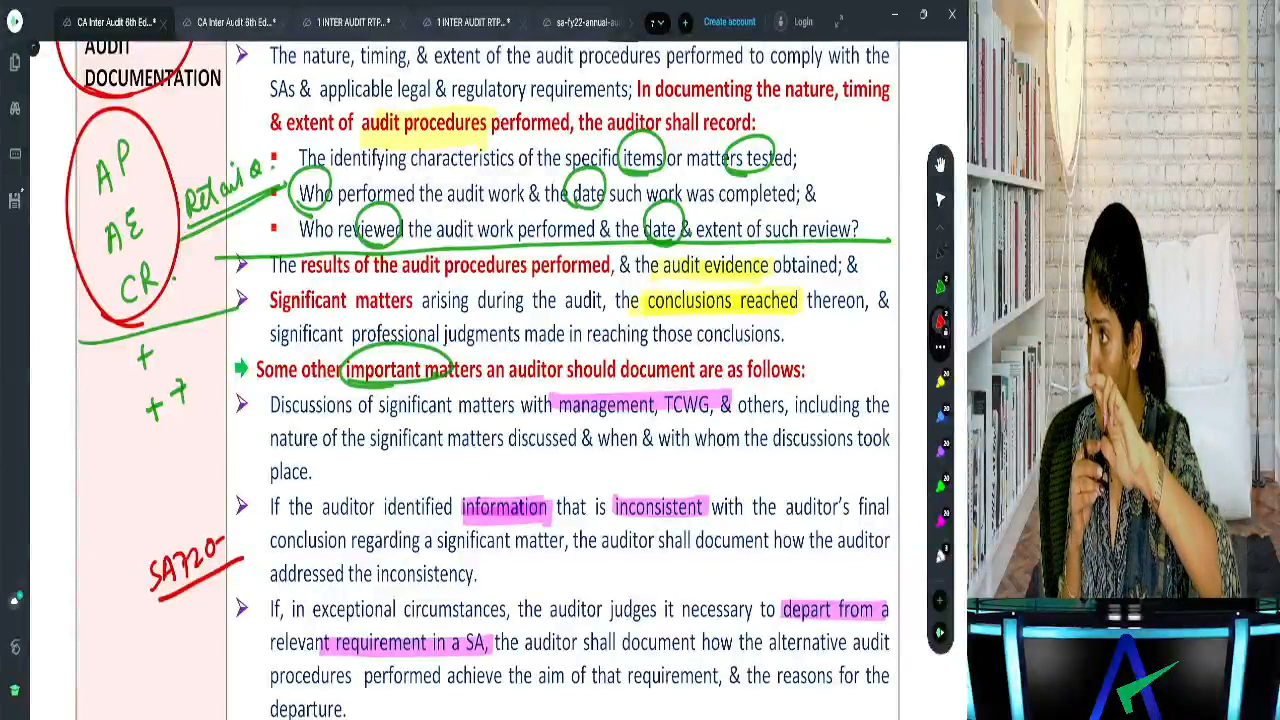 CA Inter Audit 6th Ed...*
CA Inter Audit 6th Ed...*
1 INTER AUDIT RTP...*
1 INTER AUDIT RTP...*
sa-fy22-annual-au
7
Create account
Login
AUDIT
DOCUMENTATION
The nature, timing, & extent of the audit procedures performed to comply with the
SAs & applicable legal & regulatory requirements; In documenting the nature, timing
& extent of audit procedures performed, the auditor shall record:
The identifying characteristics of the specific items or matters tested;
Who performed the audit work & the date such work was completed; &
Who reviewed the audit work performed & the date & extent of such review?
The results of the audit procedures performed, & the audit evidence obtained; &
Significant matters arising during the audit, the conclusions reached thereon, &
significant professional judgments made in reaching those conclusions.
Some other important matters an auditor should document are as follows:
Discussions of significant matters with management, TCWG, & others, including the
nature of the significant matters discussed & when & with whom the discussions took
place.
If the auditor identified information that is inconsistent with the auditor's final
conclusion regarding a significant matter, the auditor shall document how the auditor
addressed the inconsistency.
If, in exceptional circumstances, the auditor judges it necessary to depart from a
relevant requirement in a SA, the auditor shall document how the alternative audit
procedures performed achieve the aim of that requirement, & the reasons for the
departure.
AP
AE
CR.
+
++
SA720